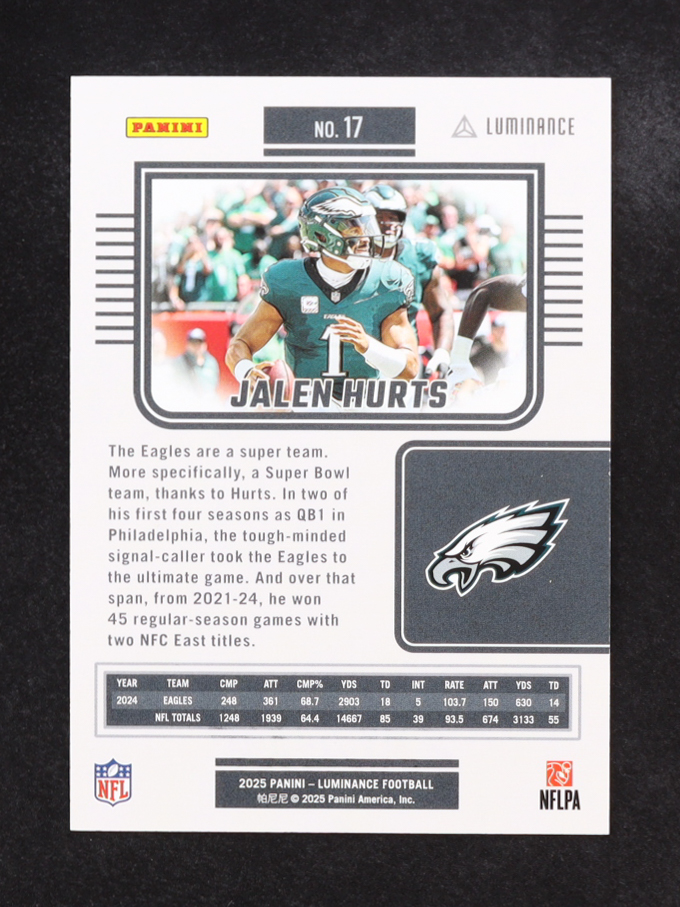 PANINI
NO. 17
LUMINANCE
EAGLES
1
JALEN HURTS
The Eagles are a super team.
More specifically, a Super Bowl
team, thanks to Hurts. In two of
his first four seasons as QB1 in
Philadelphia, the tough-minded
signal-caller took the Eagles to
the ultimate game. And over that
span, from 2021-24, he won
45 regular-season games with
two NFC East titles.
YEAR TEAM CMP ATT CMP% YDS TD INT RATE ATT YDS TD
2024 EAGLES 248 361 68.7 2903 18 5 103.7 150 630 14
NFL TOTALS 1248 1939 64.4 14667 85 39 93.5 674 3133 55
NFL
2025 PANINI – LUMINANCE FOOTBALL
帕尼尼 © 2025 Panini America, Inc.
NFLPA